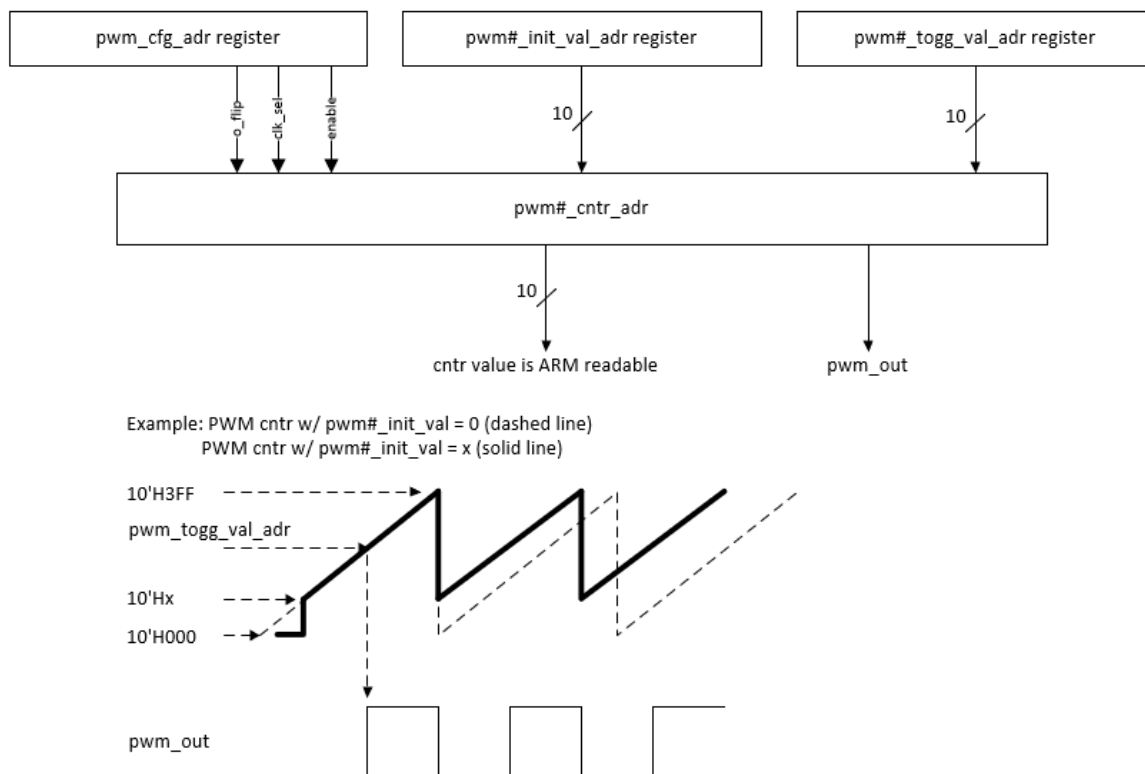 pwm_cfg_adr register
pwm#_init_val_adr register
pwm#_togg_val_adr register
o_flip
clk_sel
enable
10
10
pwm#_cntr_adr
10
cntr value is ARM readable
pwm_out
Example: PWM cntr w/ pwm#_init_val = 0 (dashed line)
PWM cntr w/ pwm#_init_val = x (solid line)
10'H3FF
pwm_togg_val_adr
10'Hx
10'H000
pwm_out